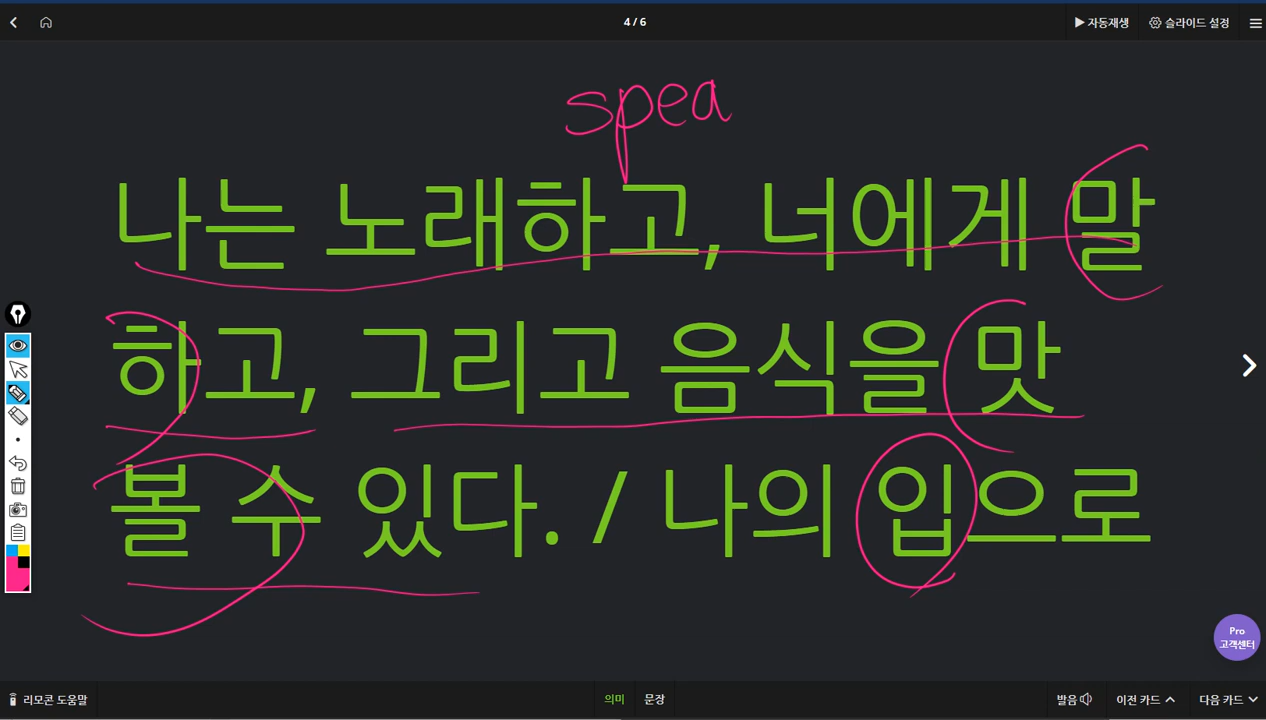 4 / 6
자동재생
슬라이드 설정
spea
나는 노래하고, 너에게 말
하고, 그리고 음식을 맛
볼 수 있다. / 나의 입으로
Pro
고객센터
리모콘 도움말
의미
문장
발음
이전 카드
다음 카드